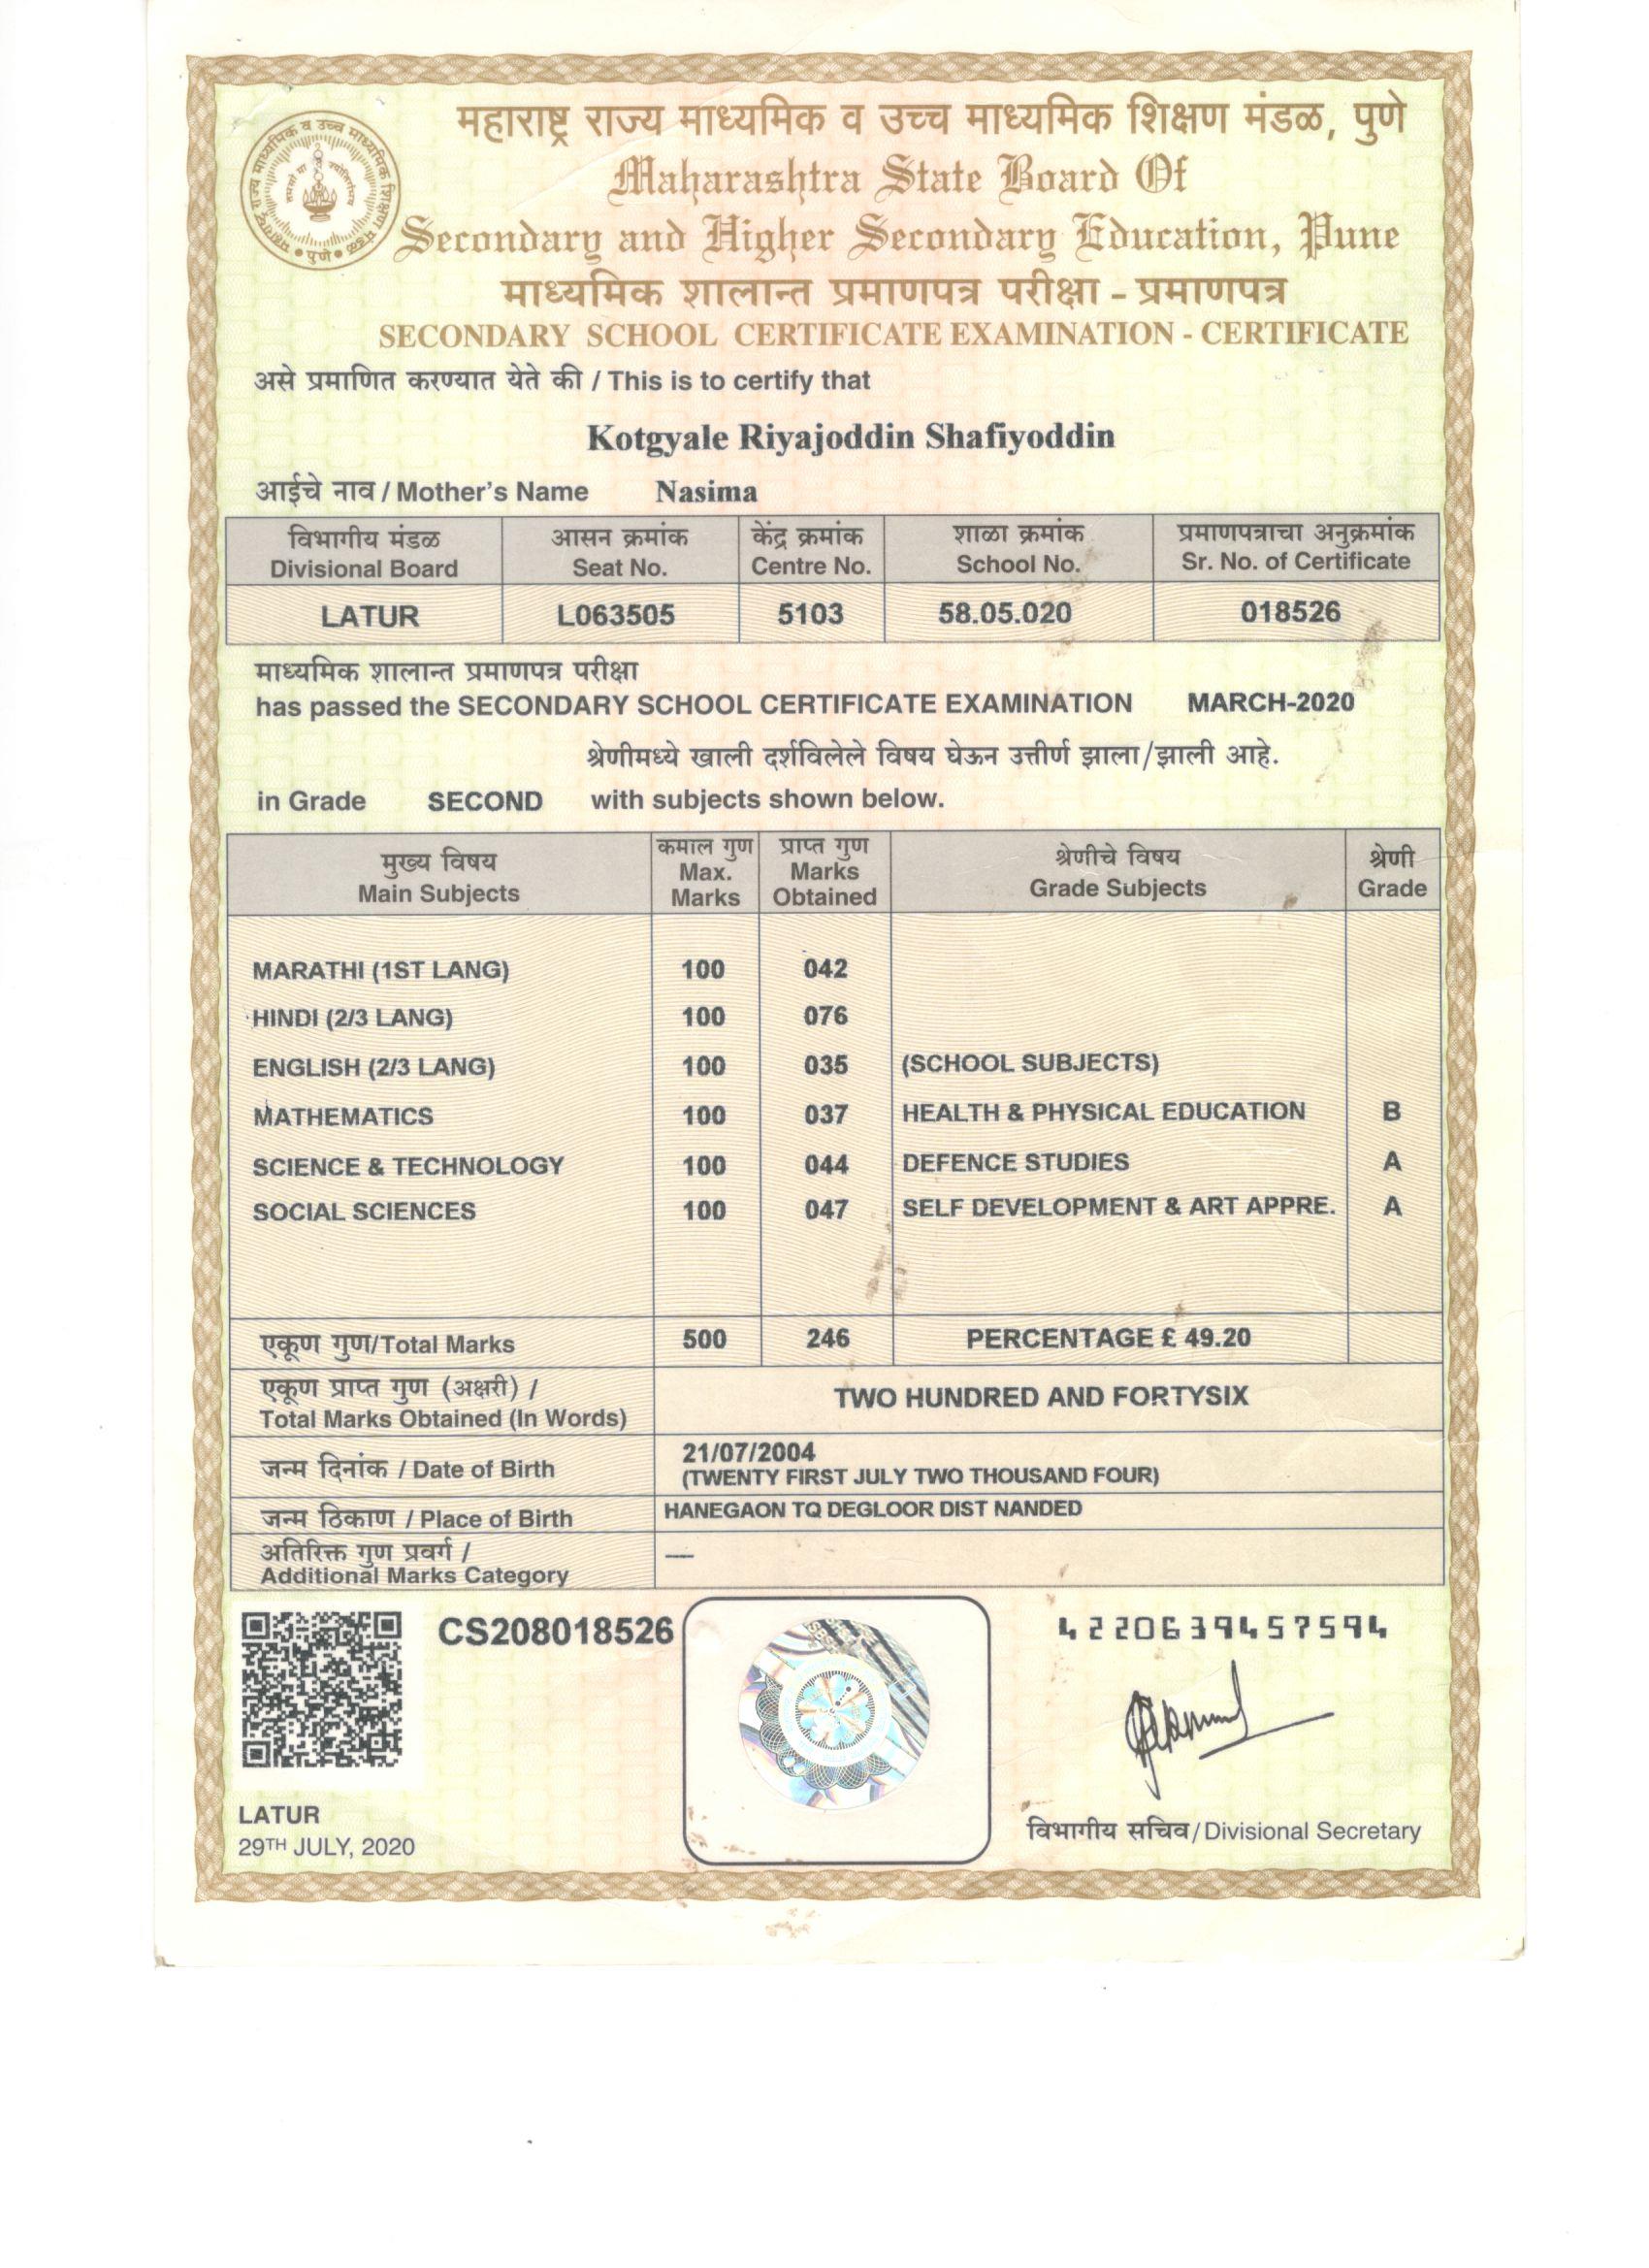 महाराष्ट्र राज्य माध्यमिक व उच्च माध्यमिक शिक्षण मंडळ, पुणे
Maharashtra State Board Of
Secondary and Higher Secondary Education, Pune
माध्यमिक शालान्त प्रमाणपत्र परीक्षा - प्रमाणपत्र
SECONDARY SCHOOL CERTIFICATE EXAMINATION - CERTIFICATE
असे प्रमाणित करण्यात येते की / This is to certify that
Kotgyale Riyajoddin Shafiyoddin
आईचे नाव / Mother's Name Nasima
विभागीय मंडळ आसन क्रमांक केंद्र क्रमांक शाळा क्रमांक प्रमाणपत्राचा अनुक्रमांक
Divisional Board Seat No. Centre No. School No. Sr. No. of Certificate
LATUR L063505 5103 58.05.020 018526
माध्यमिक शालान्त प्रमाणपत्र परीक्षा
has passed the SECONDARY SCHOOL CERTIFICATE EXAMINATION MARCH-2020
श्रेणीमध्ये खाली दर्शविलेले विषय घेऊन उत्तीर्ण झाला/झाली आहे.
in Grade SECOND with subjects shown below.
मुख्य विषय कमाल गुण प्राप्त गुण श्रेणीचे विषय श्रेणी
Main Subjects Max. Marks Marks Obtained Grade Subjects Grade
MARATHI (1ST LANG) 100 042
HINDI (2/3 LANG) 100 076
ENGLISH (2/3 LANG) 100 035 (SCHOOL SUBJECTS)
MATHEMATICS 100 037 HEALTH & PHYSICAL EDUCATION B
SCIENCE & TECHNOLOGY 100 044 DEFENCE STUDIES A
SOCIAL SCIENCES 100 047 SELF DEVELOPMENT & ART APPRE. A
एकूण गुण/Total Marks 500 246 PERCENTAGE £ 49.20
एकूण प्राप्त गुण (अक्षरी) /
Total Marks Obtained (In Words) TWO HUNDRED AND FORTYSIX
जन्म दिनांक / Date of Birth 21/07/2004
(TWENTY FIRST JULY TWO THOUSAND FOUR)
जन्म ठिकाण / Place of Birth HANEGAON TQ DEGLOOR DIST NANDED
अतिरिक्त गुण प्रवर्ग /
Additional Marks Category —
CS208018526
4220639457594
LATUR
29TH JULY, 2020
विभागीय सचिव/Divisional Secretary